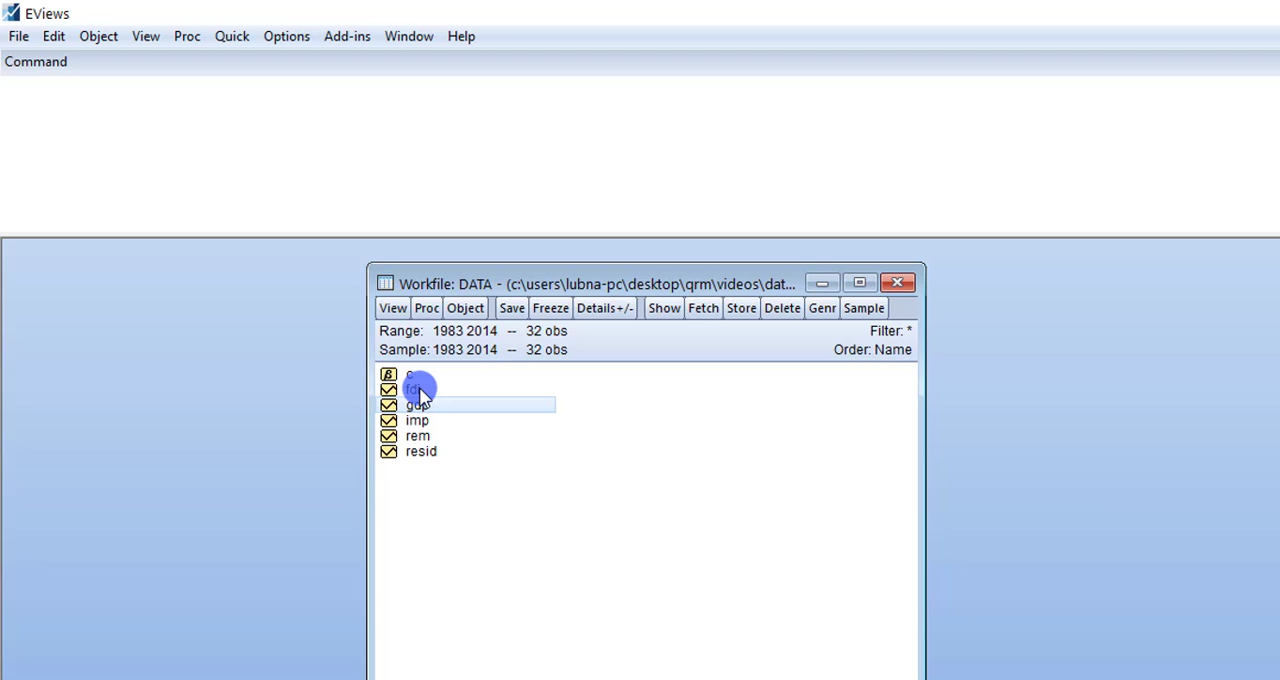 EViews
File Edit Object View Proc Quick Options Add-ins Window Help
Command
Workfile: DATA - (c:\users\lubna-pc\desktop\qrm\videos\dat...
View Proc Object Save Freeze Details+/- Show Fetch Store Delete Genr Sample
Range: 1983 2014 -- 32 obs Filter: *
Sample: 1983 2014 -- 32 obs Order: Name
B c
fdi
gdp
imp
rem
resid